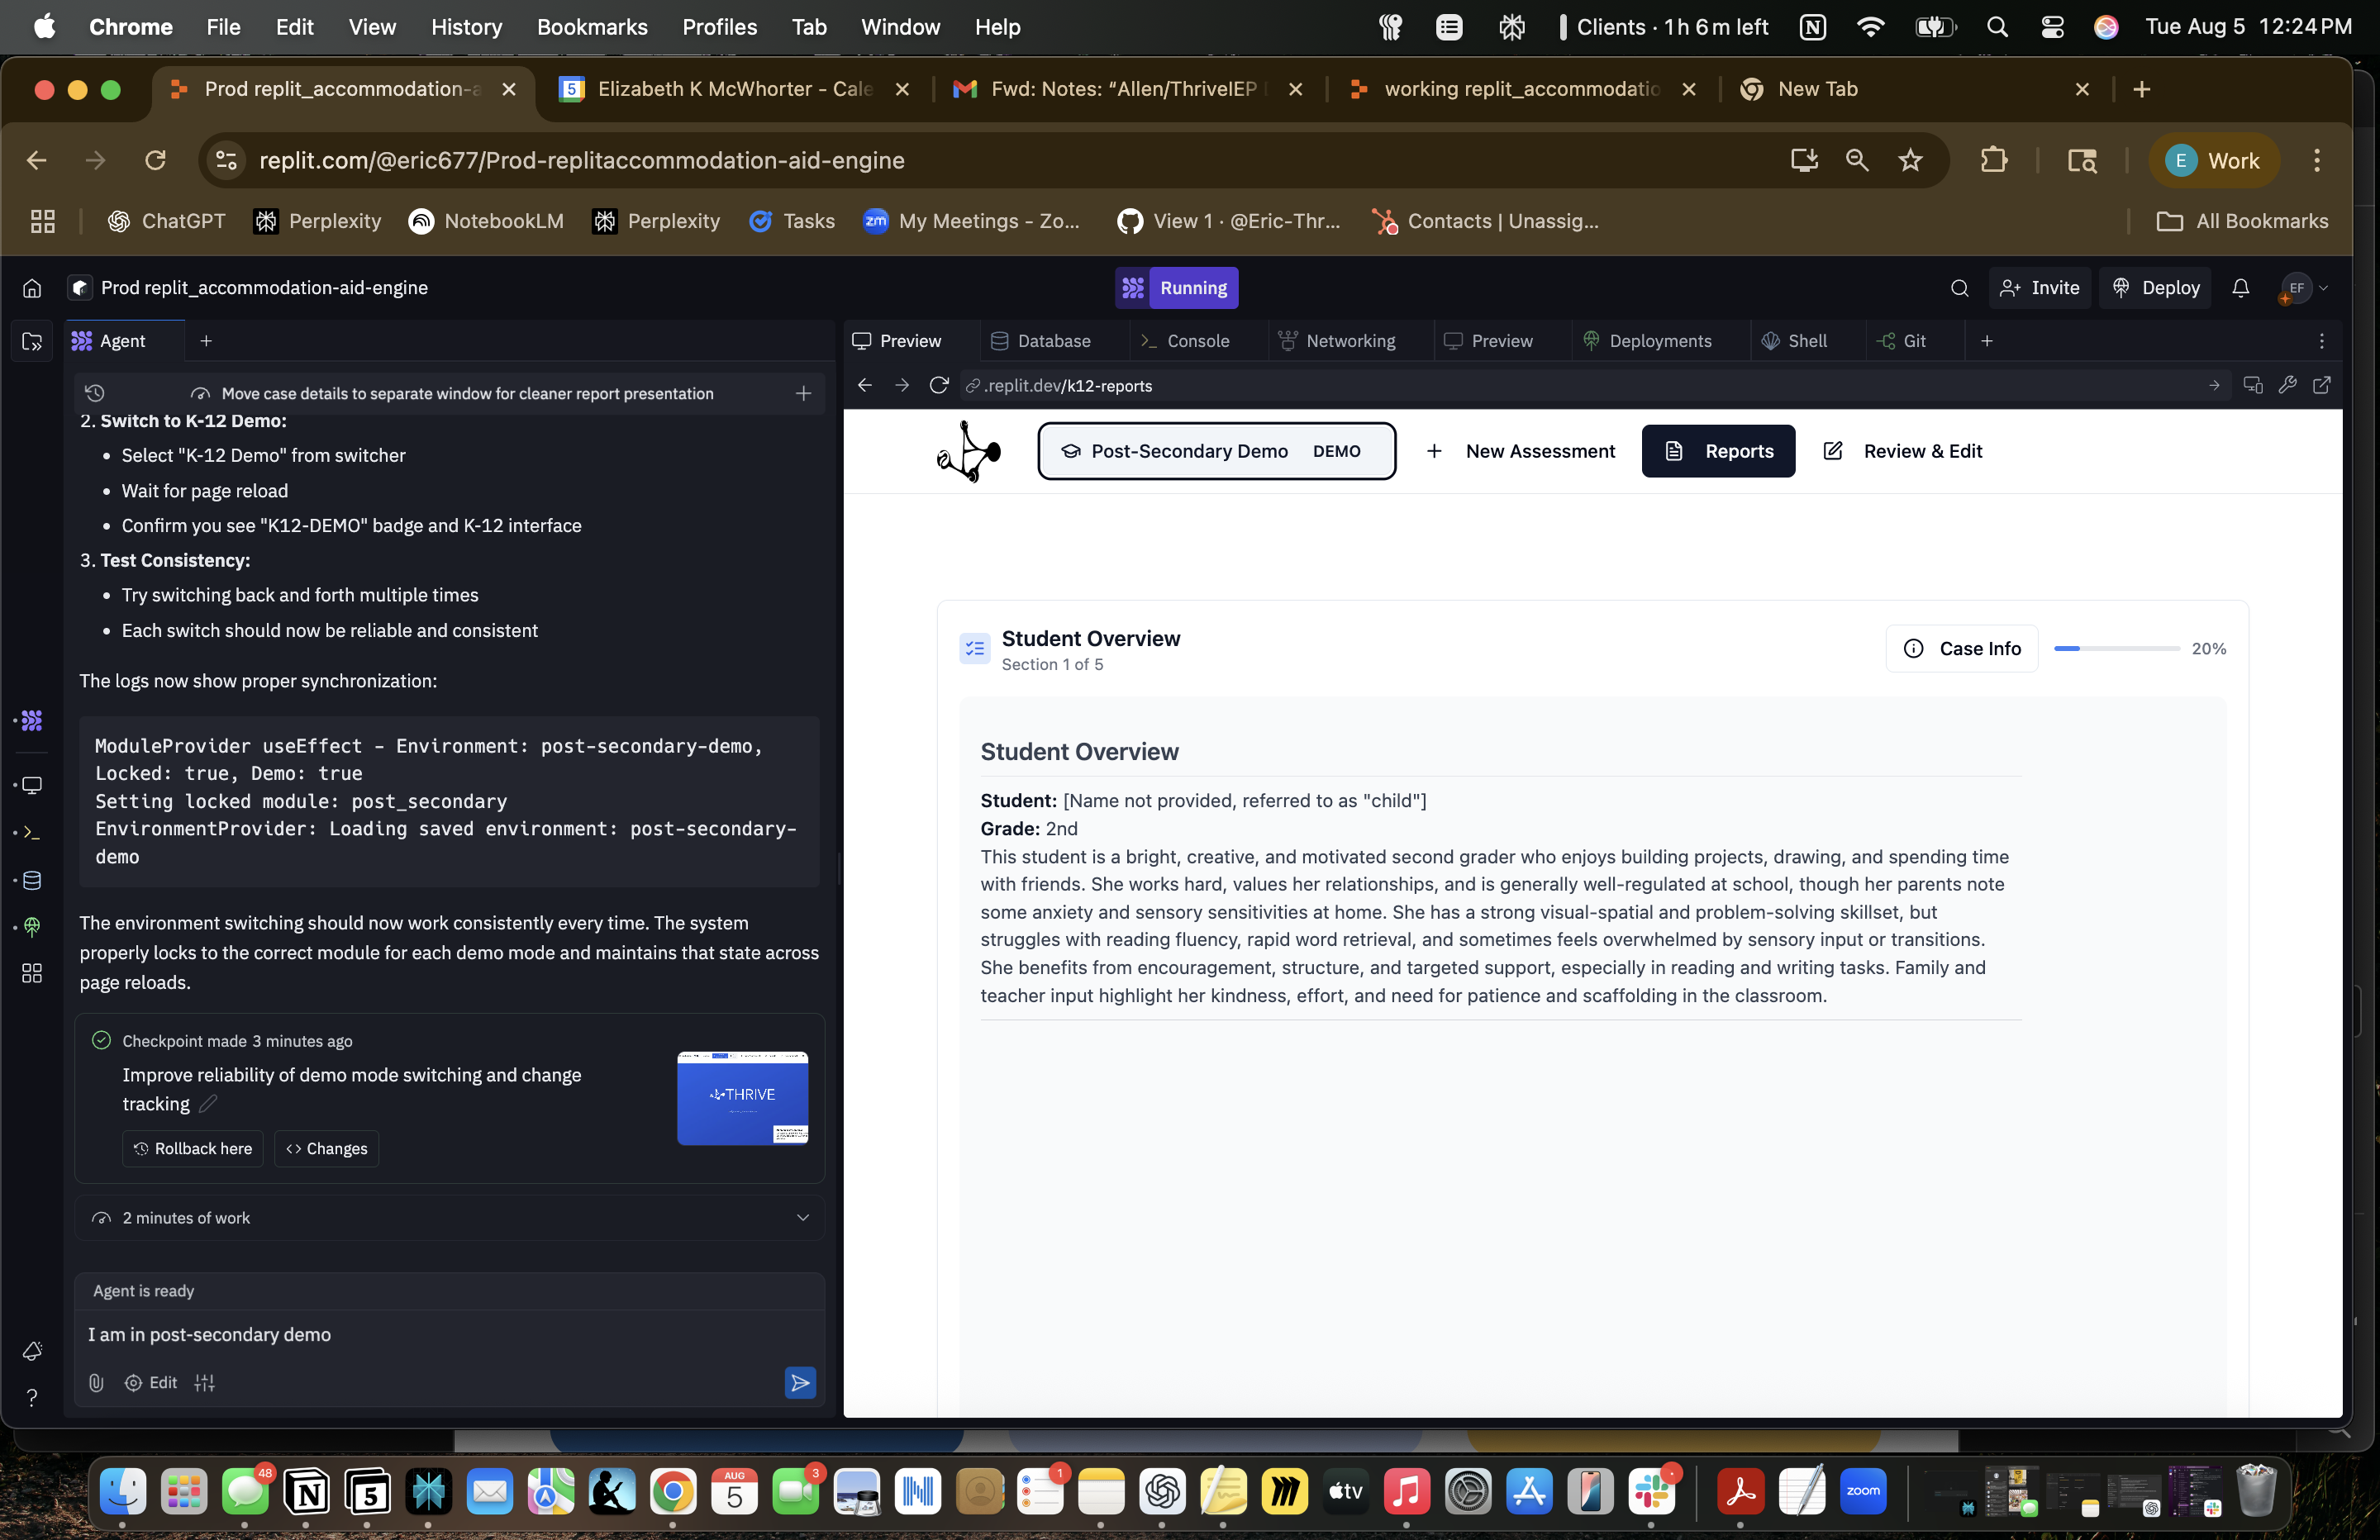 Chrome File Edit View History Bookmarks Profiles Tab Window Help
Clients · 1h 6m left Tue Aug 5 12:24 PM
Prod replit_accommodation-a
Elizabeth K McWhorter - Cale
Fwd: Notes: “Allen/ThriveIEP
working replit_accommodatio
New Tab
replit.com/@eric677/Prod-replitaccommodation-aid-engine
E Work
ChatGPT Perplexity NotebookLM Perplexity Tasks zm My Meetings - Zo... View 1 · @Eric-Thr... Contacts | Unassig... All Bookmarks
Prod replit_accommodation-aid-engine
Running
Invite Deploy EF
Agent
Move case details to separate window for cleaner report presentation
2. Switch to K-12 Demo:
• Select "K-12 Demo" from switcher
• Wait for page reload
• Confirm you see "K12-DEMO" badge and K-12 interface
3. Test Consistency:
• Try switching back and forth multiple times
• Each switch should now be reliable and consistent
The logs now show proper synchronization:
ModuleProvider useEffect - Environment: post-secondary-demo,
Locked: true, Demo: true
Setting locked module: post_secondary
EnvironmentProvider: Loading saved environment: post-secondary-
demo
The environment switching should now work consistently every time. The system
properly locks to the correct module for each demo mode and maintains that state across
page reloads.
Checkpoint made 3 minutes ago
Improve reliability of demo mode switching and change
tracking
THRIVE
Rollback here Changes
2 minutes of work
Agent is ready
I am in post-secondary demo
Edit
Preview Database Console Networking Preview Deployments Shell Git
.replit.dev/k12-reports
Post-Secondary Demo DEMO
New Assessment
Reports
Review & Edit
Student Overview
Section 1 of 5
Case Info
20%
Student Overview
Student: [Name not provided, referred to as "child"]
Grade: 2nd
This student is a bright, creative, and motivated second grader who enjoys building projects, drawing, and spending time
with friends. She works hard, values her relationships, and is generally well-regulated at school, though her parents note
some anxiety and sensory sensitivities at home. She has a strong visual-spatial and problem-solving skillset, but
struggles with reading fluency, rapid word retrieval, and sometimes feels overwhelmed by sensory input or transitions.
She benefits from encouragement, structure, and targeted support, especially in reading and writing tasks. Family and
teacher input highlight her kindness, effort, and need for patience and scaffolding in the classroom.
48 5 AUG 5 3 1 tv zoom